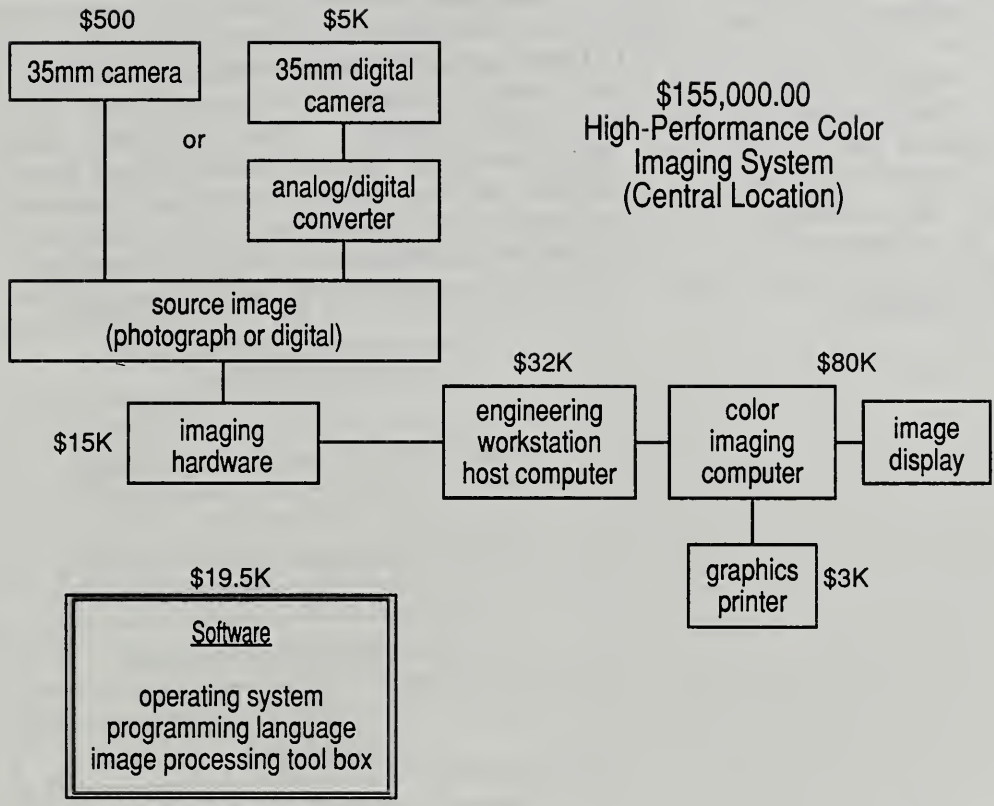 $500
35mm camera
or
$5K
35mm digital
camera
analog/digital
converter
$155,000.00
High-Performance Color
Imaging System
(Central Location)
source image
(photograph or digital)
$15K
imaging
hardware
$32K
engineering
workstation
host computer
$80K
color
imaging
computer
image
display
graphics
printer
$3K
$19.5K
Software
operating system
programming language
image processing tool box